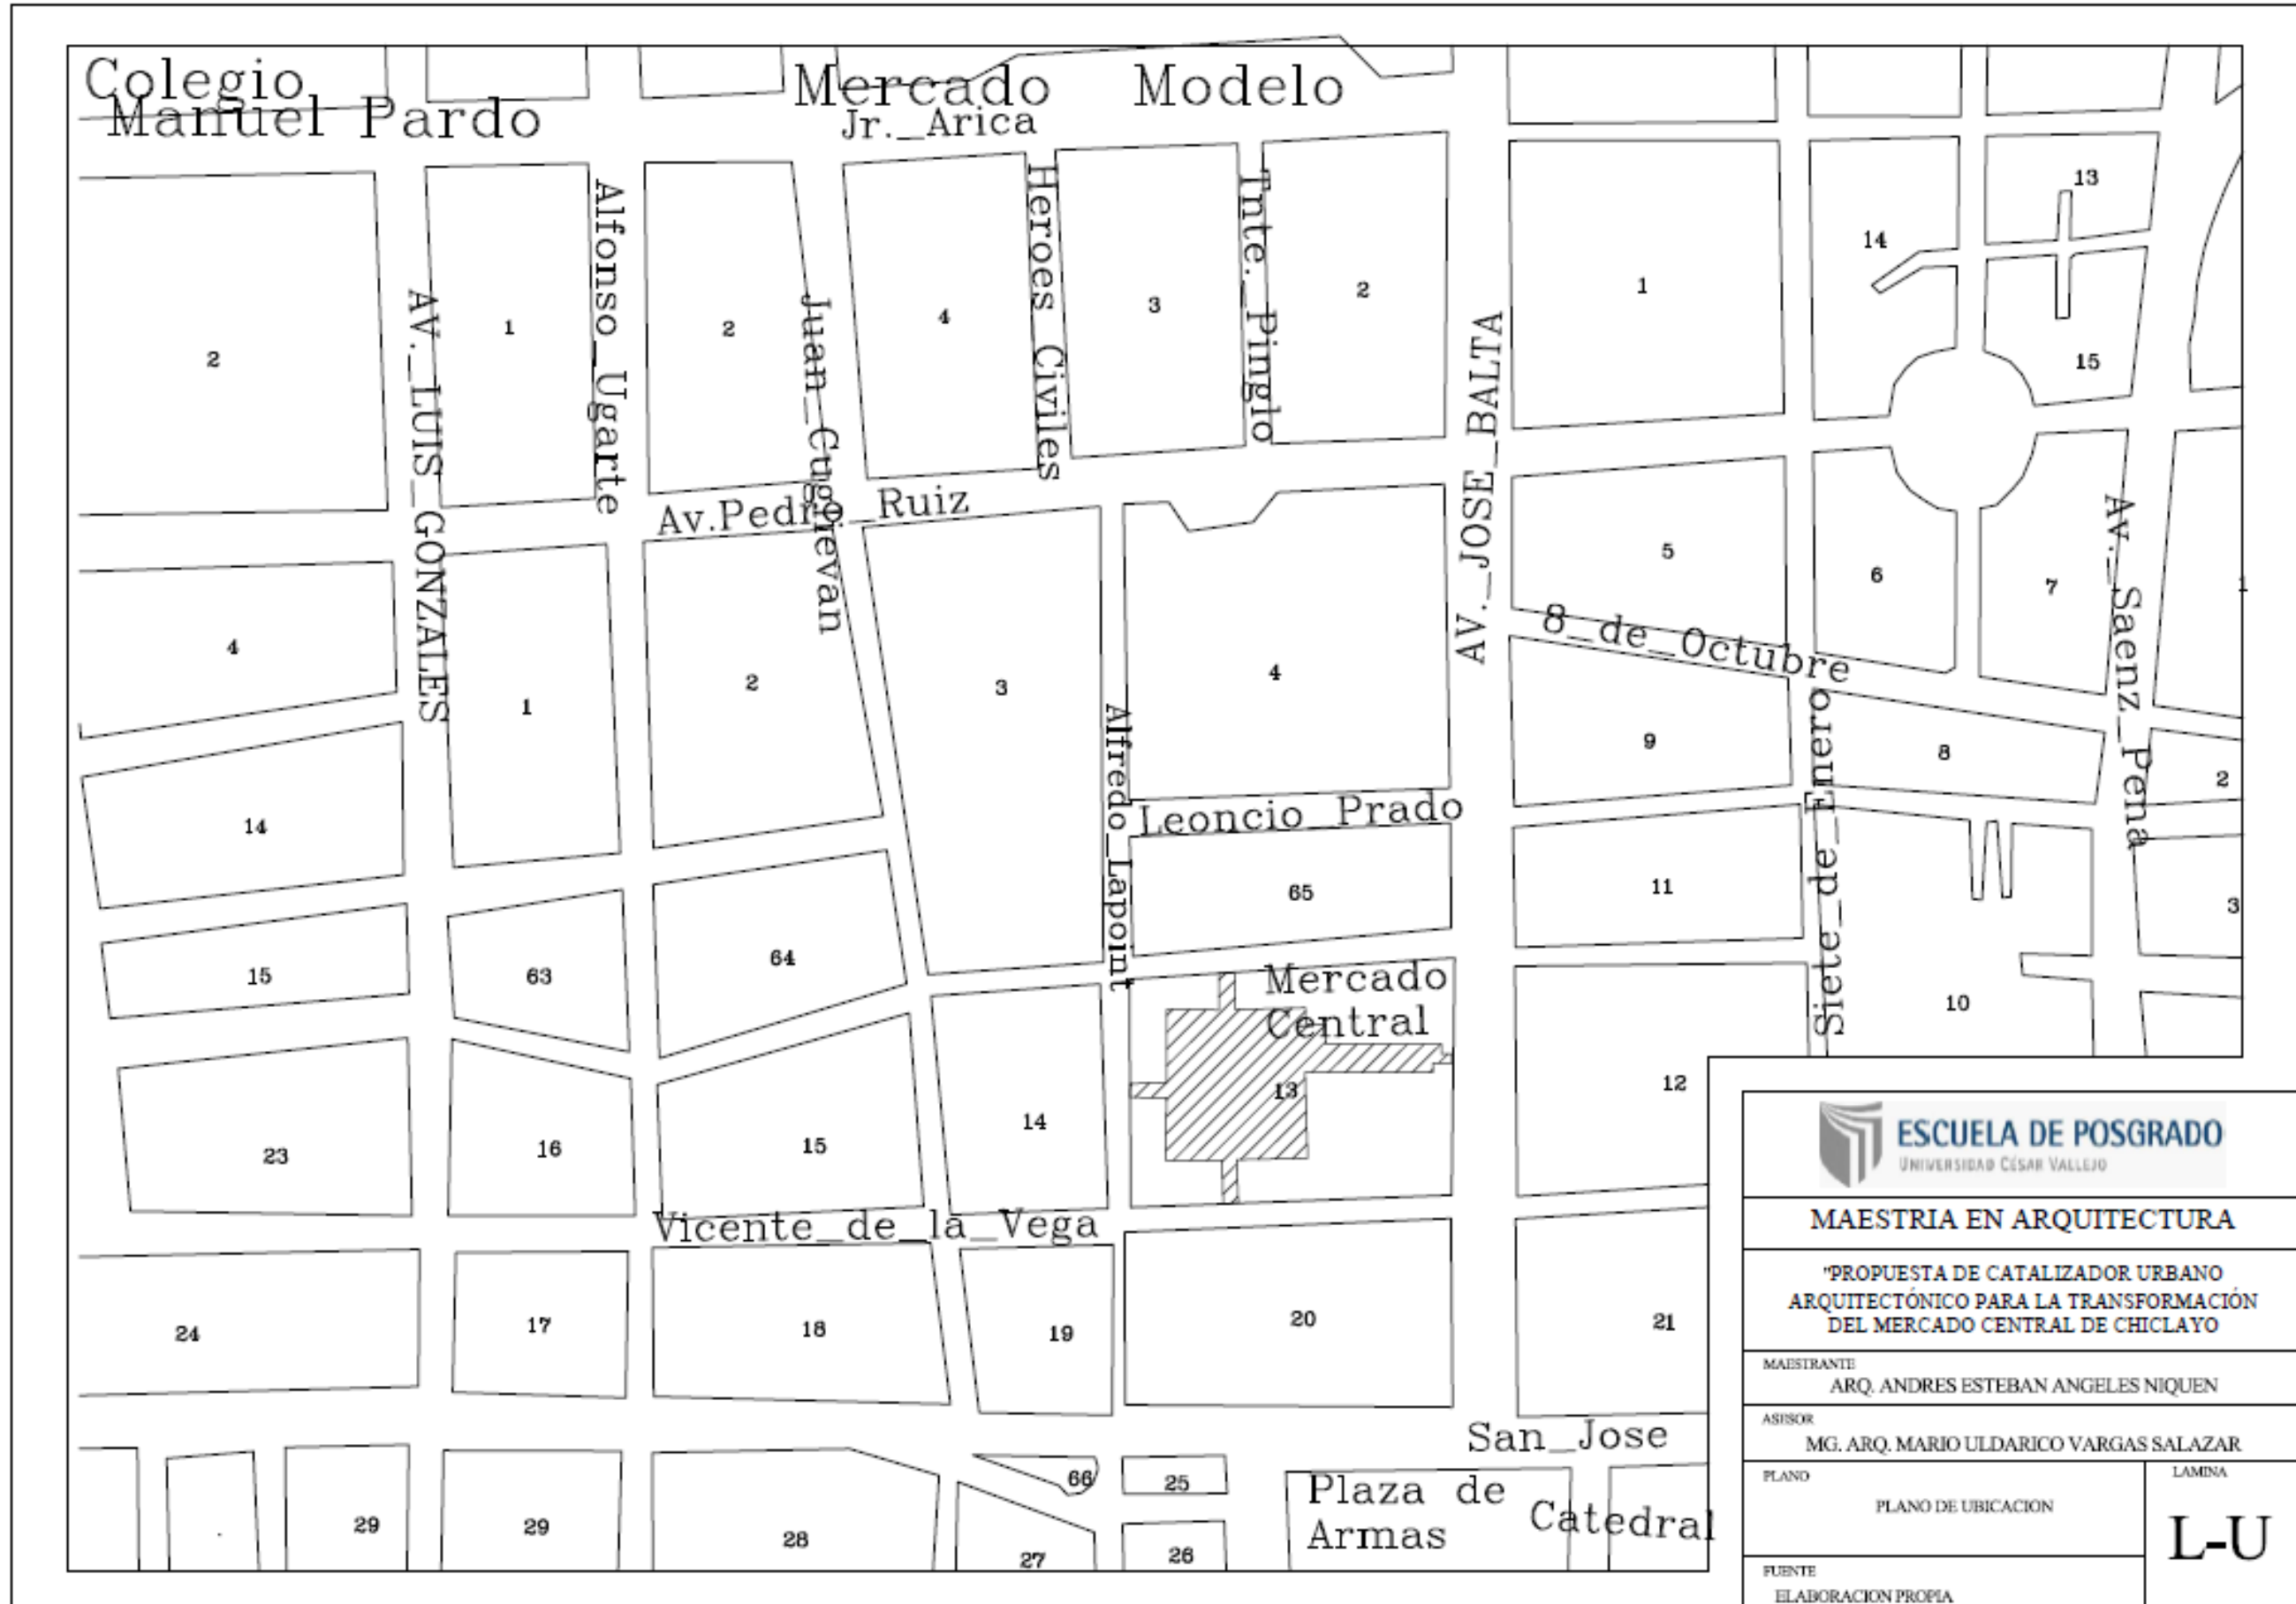 Colegio
Manuel Pardo
Mercado Modelo
Jr._Arica
13
14
Alfonso_Ugarte
Heroes_Civiles
Tnte._Pinglo
1
2
4
3
2
1
2
15
AV._LUIS_GONZALES
Juan_Cuglievan
AV._JOSE_BALTA
Av.Pedro_Ruiz
Av._Saenz_Pena
5
6
7
1
8_de_Octubre
4
1
2
3
4
9
8
2
Siete_de_Enero
Alfredo_Lapoint
Leoncio_Prado
14
65
11
3
15
63
64
Mercado
Central
10
13
12
23
16
15
14
Vicente_de_la_Vega
24
17
18
19
20
21
San_Jose
29
29
28
66
27
25
26
Plaza de
Armas
Catedral
ESCUELA DE POSGRADO
UNIVERSIDAD CÉSAR VALLEJO
MAESTRIA EN ARQUITECTURA
"PROPUESTA DE CATALIZADOR URBANO
ARQUITECTÓNICO PARA LA TRANSFORMACIÓN
DEL MERCADO CENTRAL DE CHICLAYO
MAESTRANTE
ARQ. ANDRES ESTEBAN ANGELES NIQUEN
ASESOR
MG. ARQ. MARIO ULDARICO VARGAS SALAZAR
PLANO
PLANO DE UBICACION
LAMINA
L-U
FUENTE
ELABORACION PROPIA